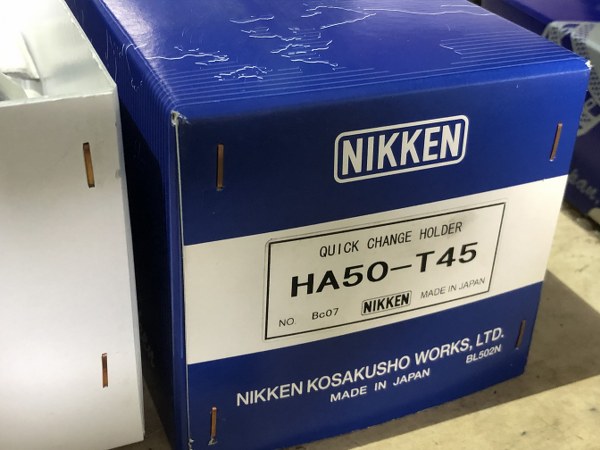 NIKKEN
QUICK CHANGE HOLDER
HA50-T45
NO. Bc07 NIKKEN MADE IN JAPAN
NIKKEN KOSAKUSHO WORKS, LTD.
MADE IN JAPAN BL502N